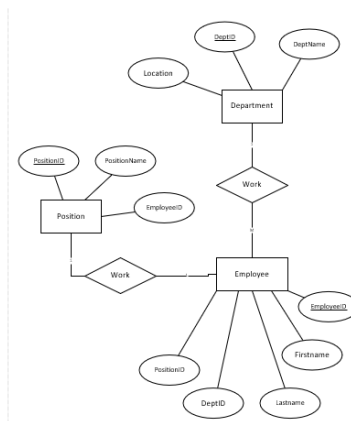 DeptID
DeptName
Location
Department
PositionID
PositionName
Work
EmployeeID
Position
Work
Employee
EmployeeID
Firstname
PositionID
DeptID
Lastname